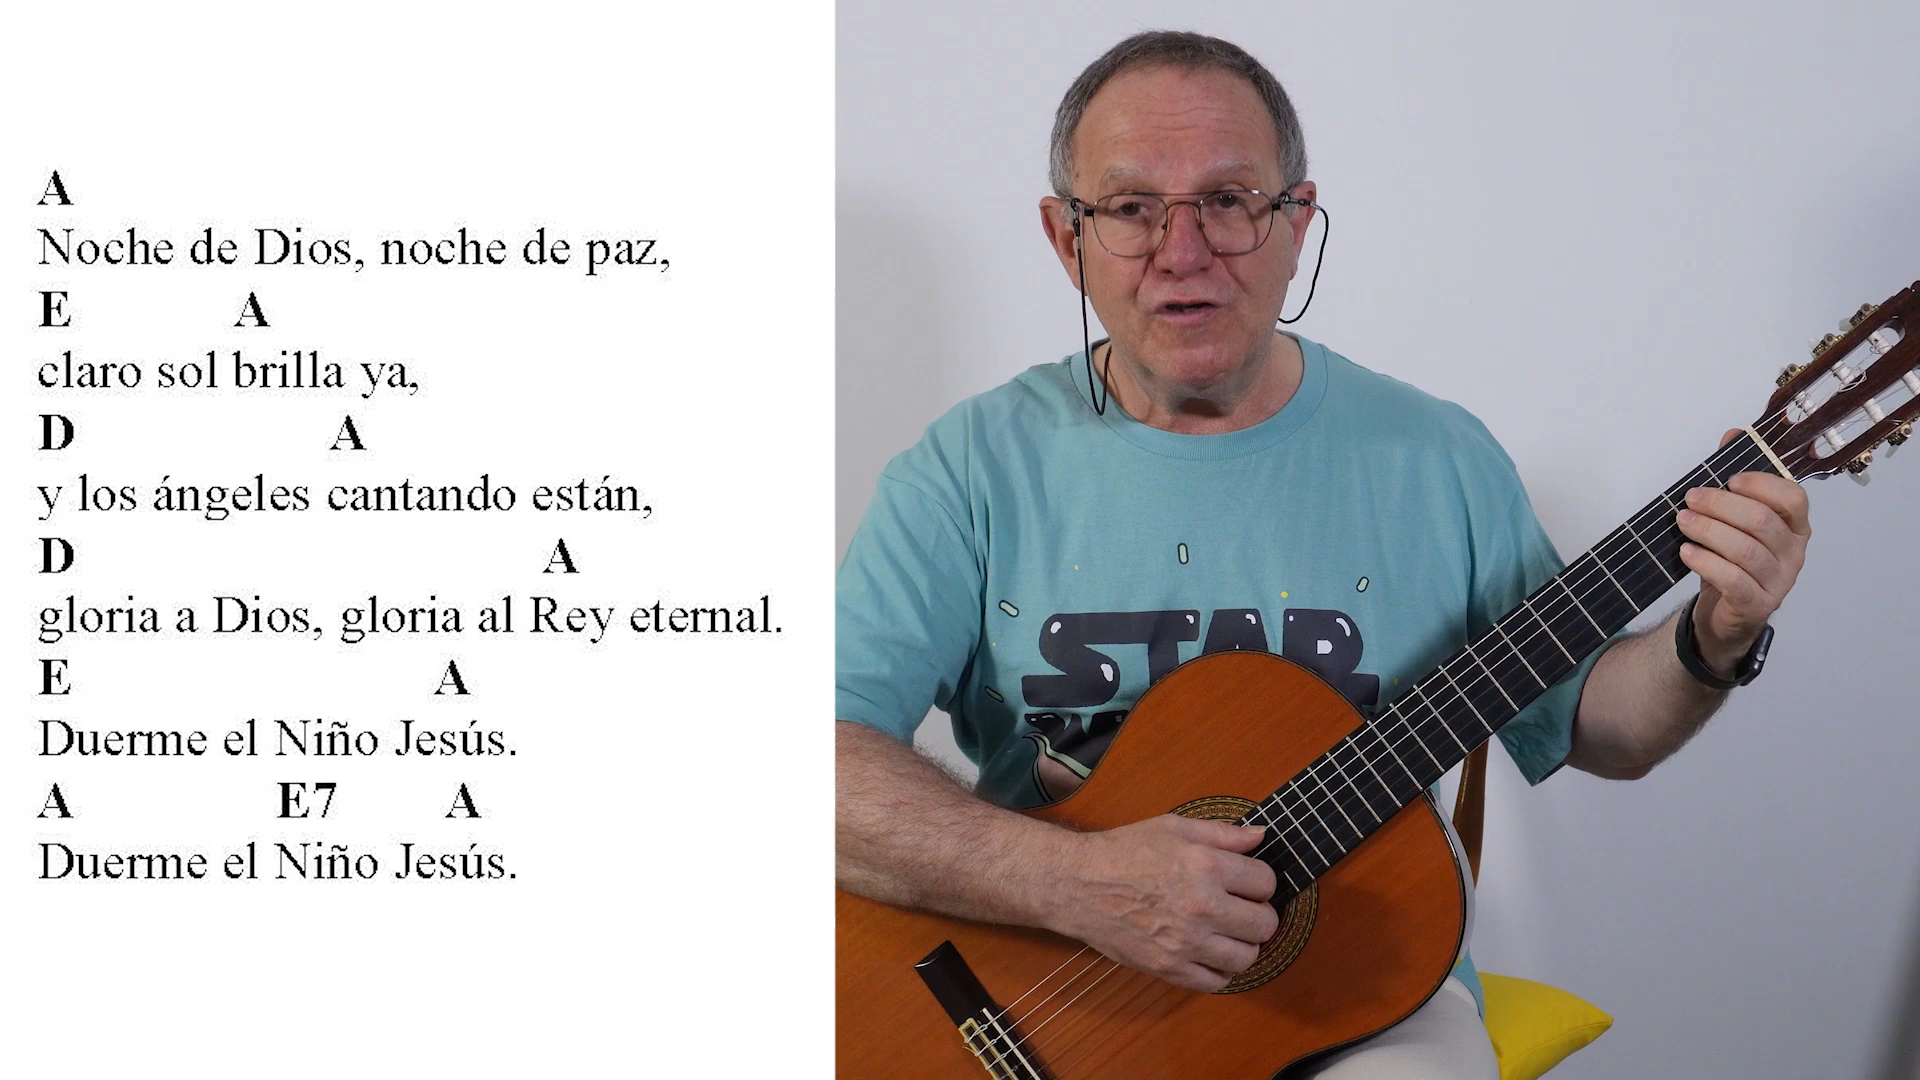 A
Noche de Dios, noche de paz,
E A
claro sol brilla ya,
D A
y los ángeles cantando están,
D A
gloria a Dios, gloria al Rey eternal.
E A
Duerme el Niño Jesús.
A E7 A
Duerme el Niño Jesús.
STAR